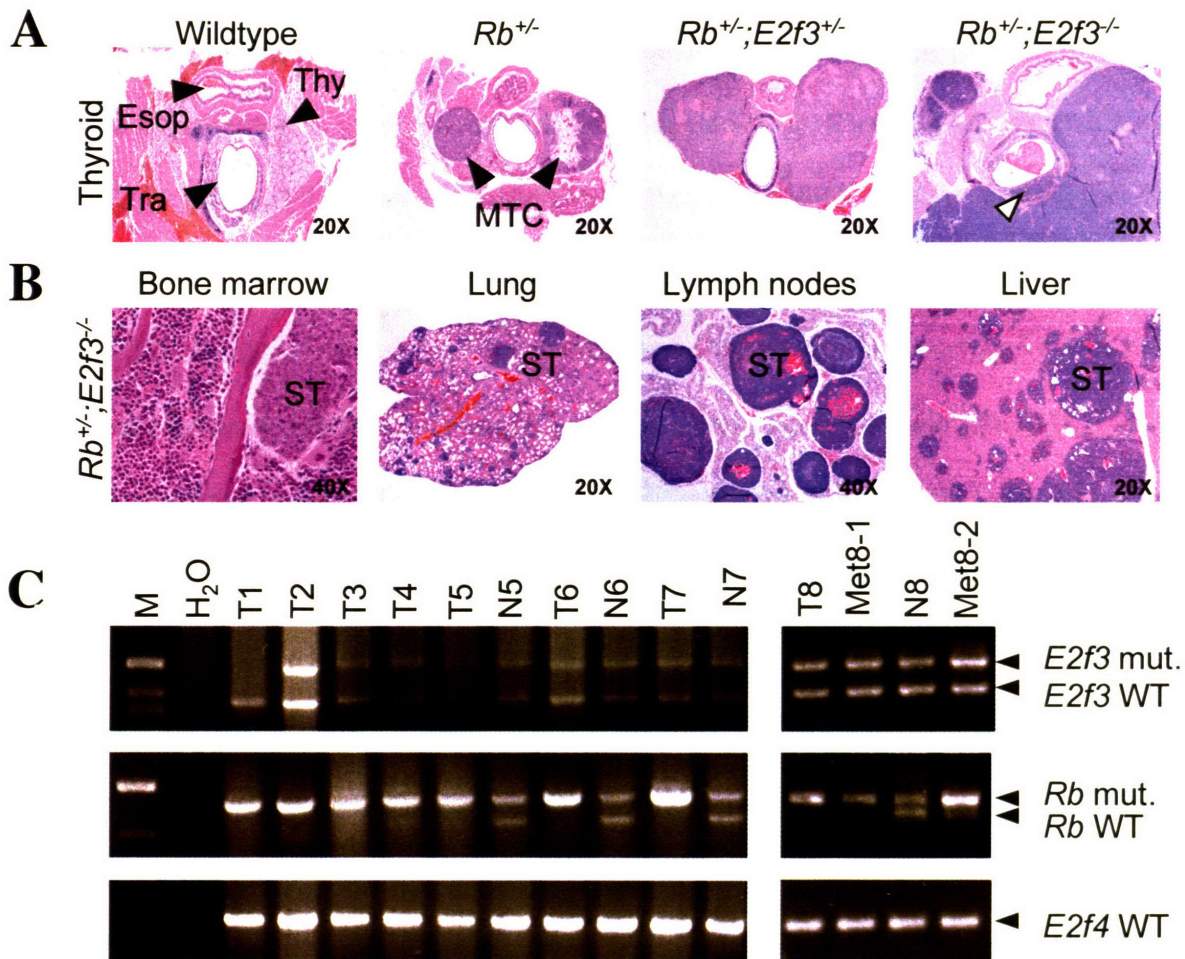 A
Wildtype Rb+/- Rb+/-;E2f3+/- Rb+/-;E2f3-/-
Thyroid
Esop
Thy
Tra
MTC
20X 20X 20X 20X
B
Bone marrow Lung Lymph nodes Liver
Rb+/-;E2f3-/-
ST ST ST ST
40X 20X 40X 20X
C
M H₂O T1 T2 T3 T4 T5 N5 T6 N6 T7 N7 T8 Met8-1 N8 Met8-2
E2f3 mut.
E2f3 WT
Rb mut.
Rb WT
E2f4 WT